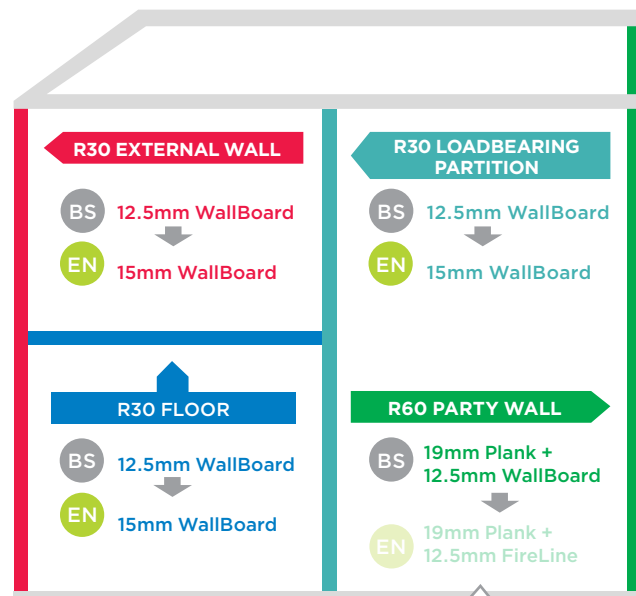 R30 EXTERNAL WALL
BS 12.5mm WallBoard
EN 15mm WallBoard
R30 LOADBEARING
PARTITION
BS 12.5mm WallBoard
EN 15mm WallBoard
R30 FLOOR
BS 12.5mm WallBoard
EN 15mm WallBoard
R60 PARTY WALL
BS 19mm Plank +
12.5mm WallBoard
EN 19mm Plank +
12.5mm FireLine